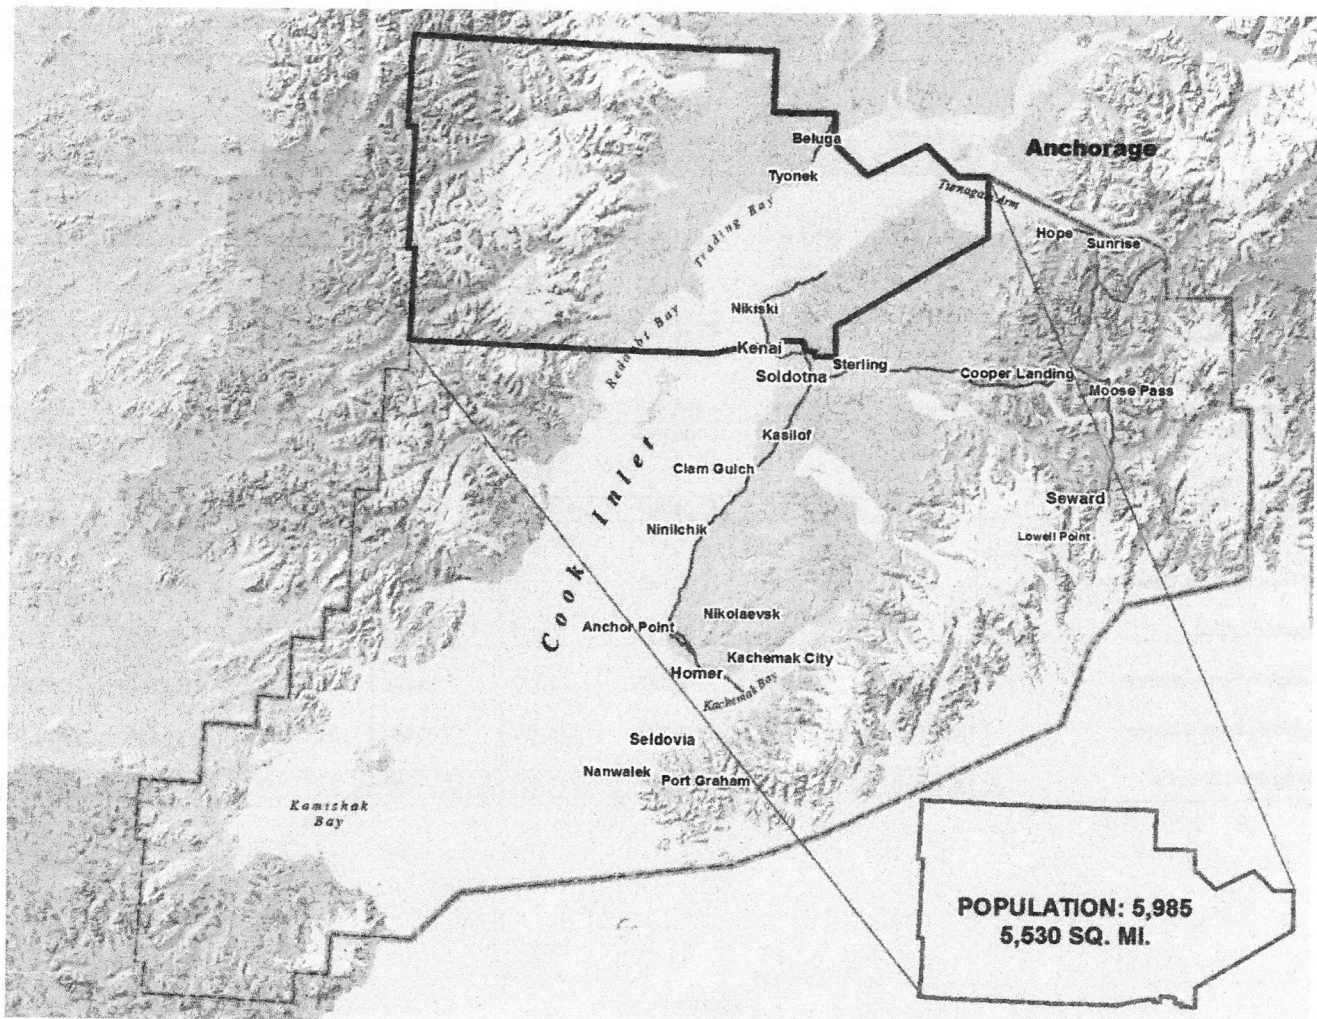 Beluga
Anchorage
Tyonek
Turnagain Arm
Trading Bay
Hope
Sunrise
Nikiski
Redoubt Bay
Kenai
Sterling
Soldotna
Cooper Landing
Moose Pass
Kasilof
Clam Gulch
Cook Inlet
Seward
Ninilchik
Lowell Point
Nikolaevsk
Anchor Point
Kachemak City
Homer
Kachemak Bay
Seldovia
Nanwalek
Port Graham
Kamishak
Bay
POPULATION: 5,985
5,530 SQ. MI.